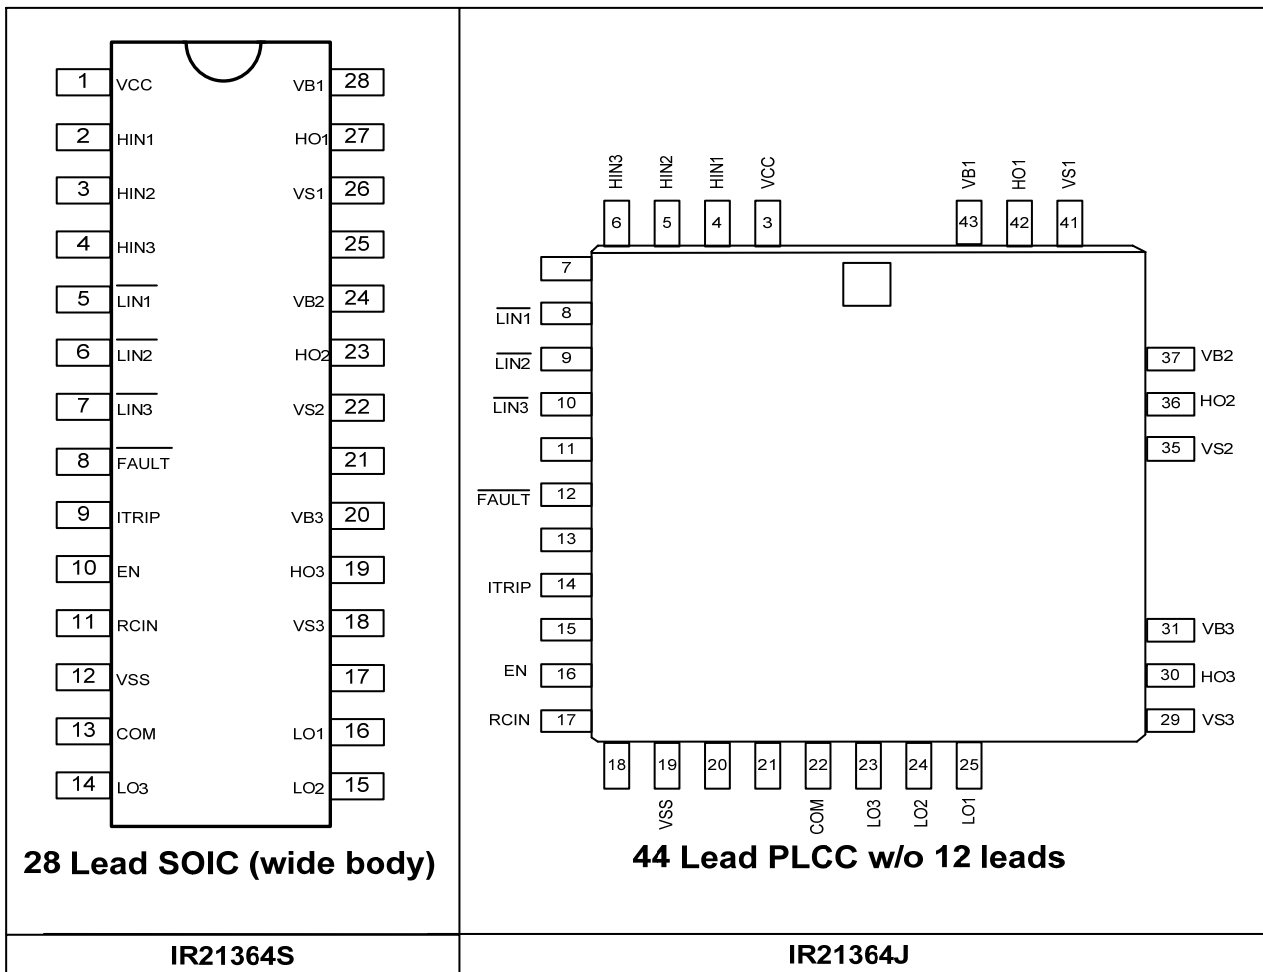 1 VCC VB1 28
2 HIN1 HO1 27
3 HIN2 VS1 26
4 HIN3 25
5 LIN1 VB2 24
6 LIN2 HO2 23
7 LIN3 VS2 22
8 FAULT 21
9 ITRIP VB3 20
10 EN HO3 19
11 RCIN VS3 18
12 VSS 17
13 COM LO1 16
14 LO3 LO2 15
28 Lead SOIC (wide body)
IR21364S
HIN3 HIN2 HIN1 VCC VB1 HO1 VS1
6 5 4 3 43 42 41
7
LIN1 8
LIN2 9 37 VB2
LIN3 10 36 HO2
11 35 VS2
FAULT 12
13
ITRIP 14
15 31 VB3
EN 16 30 HO3
RCIN 17 29 VS3
18 19 20 21 22 23 24 25
VSS COM LO3 LO2 LO1
44 Lead PLCC w/o 12 leads
IR21364J